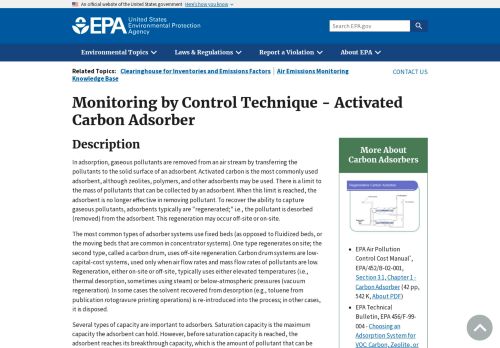 An official website of the United States government Here's how you know
EPA United States
Environmental Protection
Agency
Search EPA.gov
Environmental Topics Laws & Regulations Report a Violation About EPA
Related Topics: Clearinghouse for Inventories and Emissions Factors Air Emissions Monitoring
Knowledge Base
CONTACT US
Monitoring by Control Technique - Activated
Carbon Adsorber
Description
In adsorption, gaseous pollutants are removed from an air stream by transferring the
pollutants to the solid surface of an adsorbent. Activated carbon is the most commonly used
adsorbent, although zeolites, polymers, and other adsorbents may be used. There is a limit to
the mass of pollutants that can be collected by an adsorbent. When this limit is reached, the
adsorbent is no longer effective in removing pollutant. To recover the ability to capture
gaseous pollutants, adsorbents typically are "regenerated;" i.e., the pollutant is desorbed
(removed) from the adsorbent. This regeneration may occur off-site or on-site.
The most common types of adsorber systems use fixed beds (as opposed to fluidized beds, or
the moving beds that are common in concentrator systems). One type regenerates on site; the
second type, called a carbon drum, uses off-site regeneration. Carbon drum systems are low-
capital-cost systems, used only when air flow rates and mass flow rates of pollutants are low.
Regeneration, either on-site or off-site, typically uses either elevated temperatures (i.e.,
thermal desorption, sometimes using steam) or below-atmospheric pressures (vacuum
regeneration). In some cases the solvent recovered from desorption (e.g., toluene from
publication rotogravure printing operations) is re-introduced into the process; in other cases,
it is disposed.
Several types of capacity are important to adsorbers. Saturation capacity is the maximum
capacity the adsorbent can hold. However, before saturation capacity is reached, the
adsorbent reaches its breakthrough capacity, which is the amount of pollutant that can be
More About
Carbon Adsorbers
Regenerative Carbon Adsorber
EPA Air Pollution
Control Cost Manual",
EPA/452/B-02-001,
Section 3.1, Chapter 1
- Carbon Adsorber (42 pp,
542 K, About PDF)
EPA Technical
Bulletin, EPA 456/F-99-
004 - Choosing an
Adsorption System for
VOC: Carbon, Zeolite, or